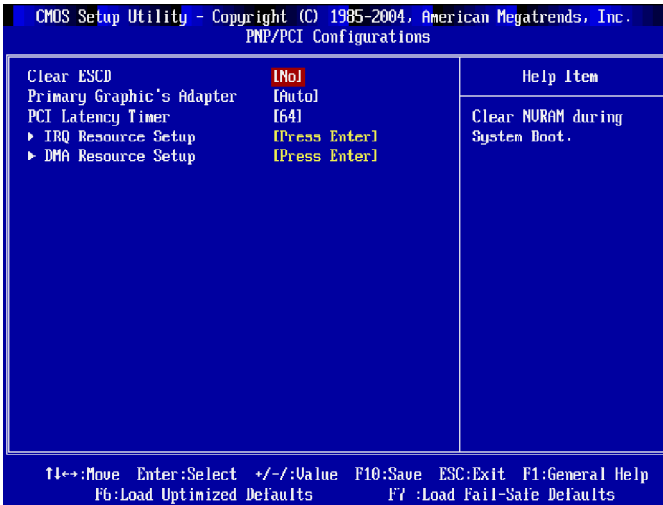 CMOS Setup Utility - Copyright (C) 1985-2004, American Megatrends, Inc.
PNP/PCI Configurations
Clear ESCD [No]
Primary Graphic's Adapter [Auto]
PCI Latency Timer [64]
► IRQ Resource Setup [Press Enter]
► DMA Resource Setup [Press Enter]
Help Item
Clear NVRAM during
System Boot.
↑↓←→:Move Enter:Select +/-/:Value F10:Save ESC:Exit F1:General Help
F6:Load Optimized Defaults F7 :Load Fail-Safe Defaults